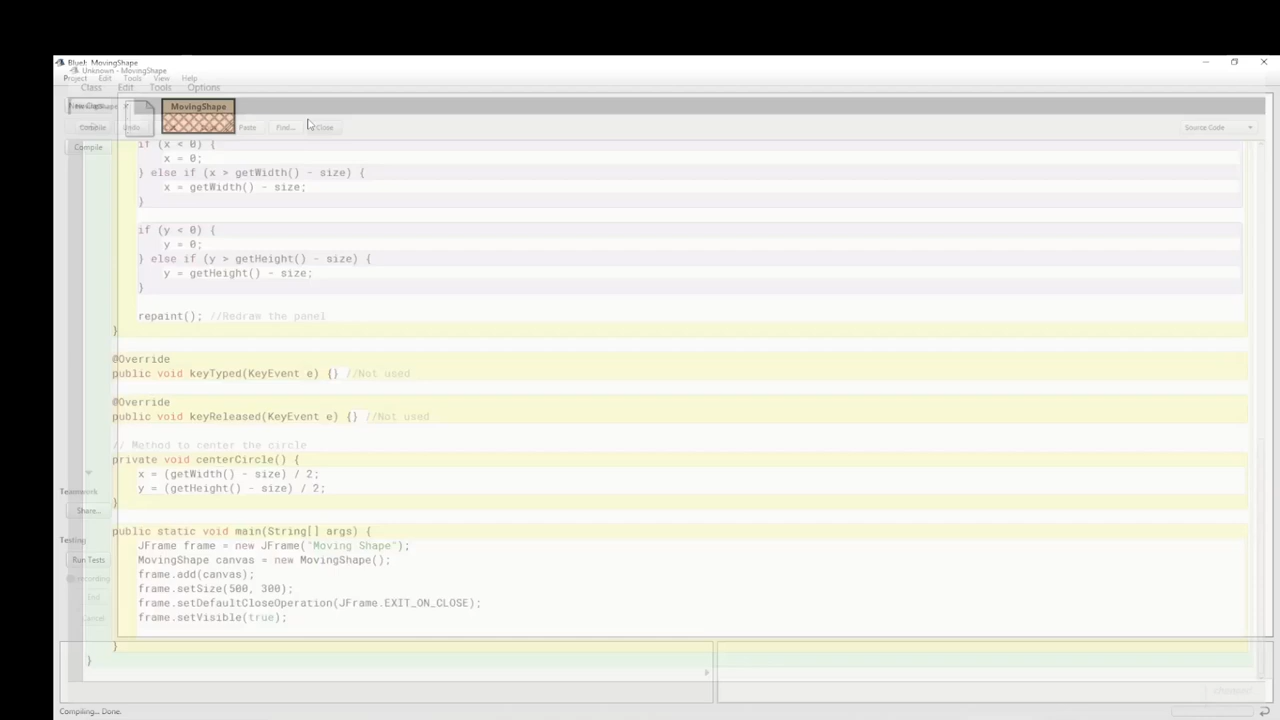 BlueJ: MovingShape
Unknown - MovingShape
Project Edit Tools View Help
Class Edit Tools Options
MovingShape
Compile Undo Paste Find... Close Source Code
Compile
if (x < 0) {
x = 0;
} else if (x > getWidth() - size) {
x = getWidth() - size;
}
if (y < 0) {
y = 0;
} else if (y > getHeight() - size) {
y = getHeight() - size;
}
repaint(); //Redraw the panel
}
@Override
public void keyTyped(KeyEvent e) {} //Not used
@Override
public void keyReleased(KeyEvent e) {} //Not used
// Method to center the circle
private void centerCircle() {
x = (getWidth() - size) / 2;
y = (getHeight() - size) / 2;
}
Teamwork
Share...
public static void main(String[] args) {
Testing
JFrame frame = new JFrame("Moving Shape");
Run Tests
MovingShape canvas = new MovingShape();
frame.add(canvas);
recording
frame.setSize(500, 300);
End
frame.setDefaultCloseOperation(JFrame.EXIT_ON_CLOSE);
Cancel
frame.setVisible(true);
}
}
changed
Compiling... Done.